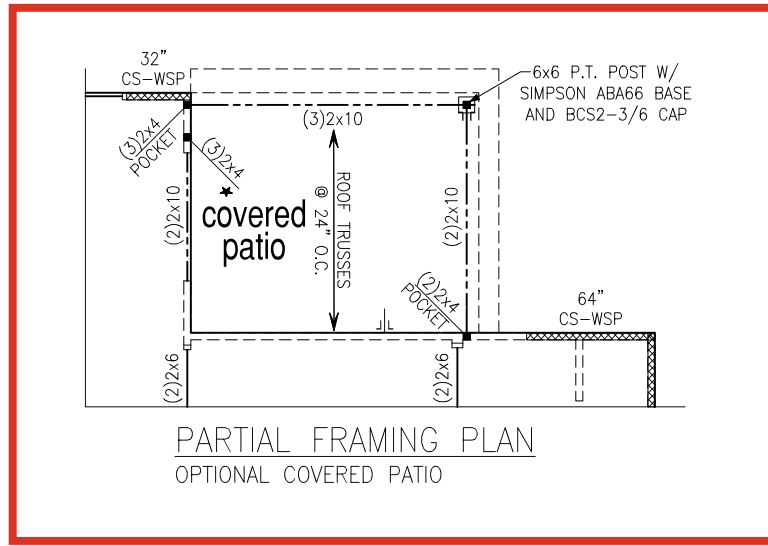 32”
CS-WSP
6x6 P.T. POST W/
SIMPSON ABA66 BASE
AND BCS2-3/6 CAP
(3)2x10
(3)2x4
POCKET
(3)2x4
(2)2x10
covered
patio
ROOF TRUSSES
@ 24" O.C.
(2)2x10
(2)2x4
POCKET
64”
CS-WSP
(2)2x6
(2)2x6
PARTIAL FRAMING PLAN
OPTIONAL COVERED PATIO